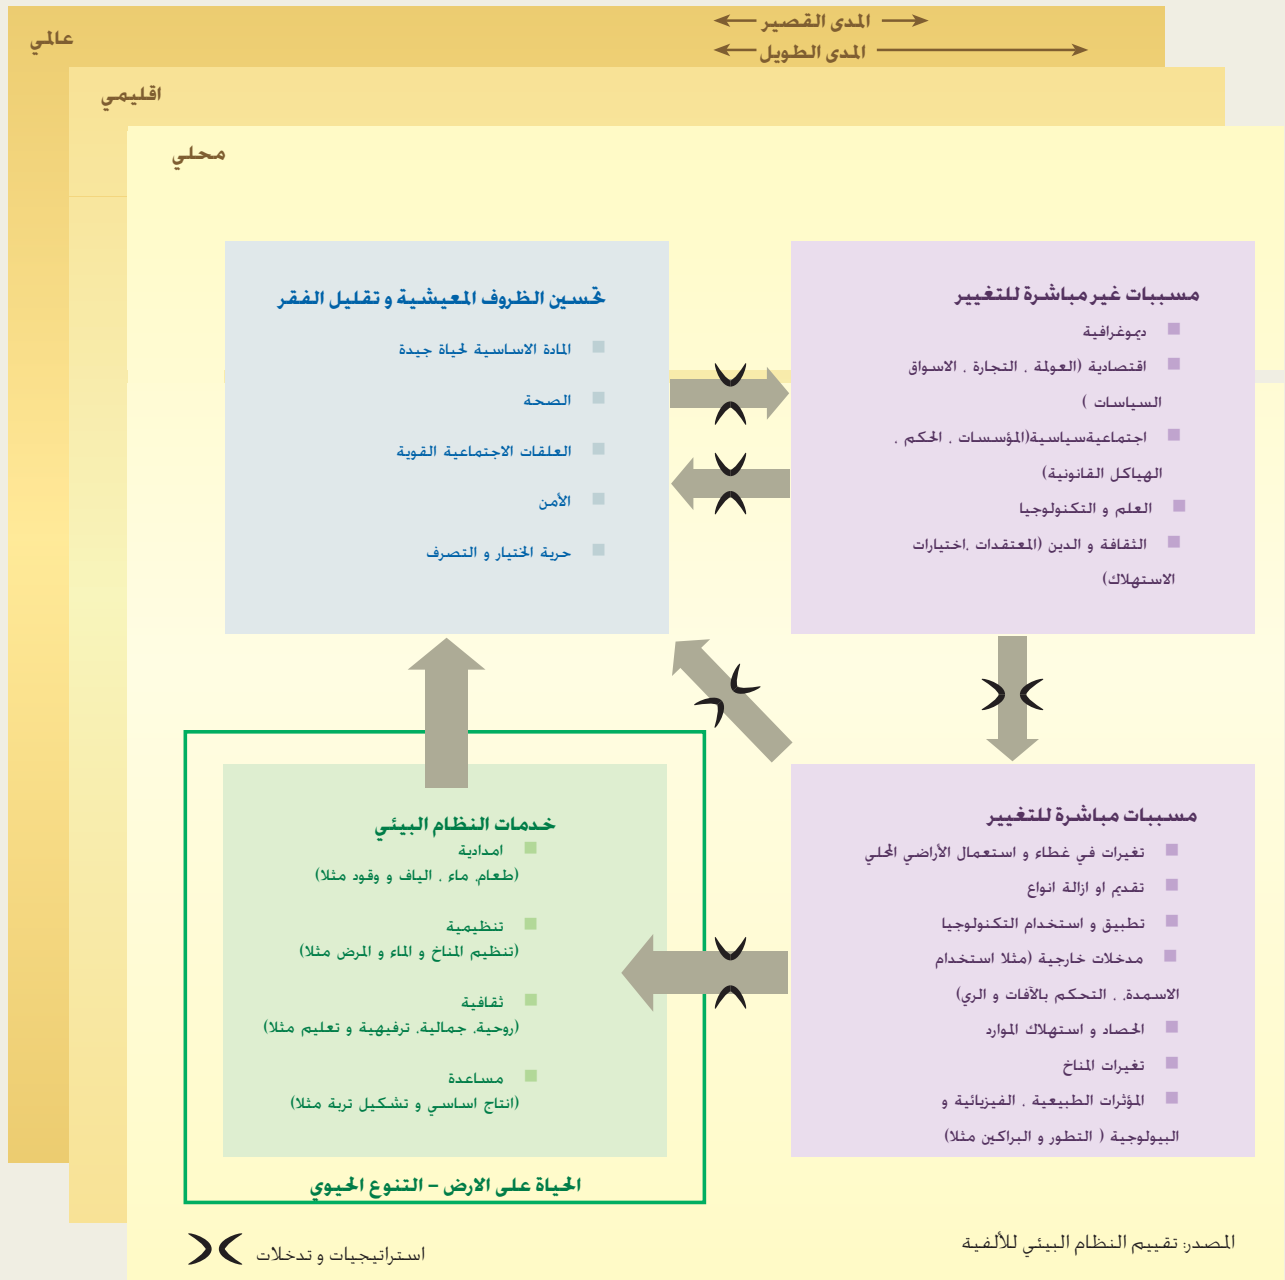 المدى القصير
المدى الطويل
عالمي
اقليمي
محلي
مسببات غير مباشرة للتغيير
ديموغرافية
اقتصادية (العولمة ، التجارة ، الاسواق
السياسات )
اجتماعيةسياسية(المؤسسات ، الحكم ،
الهياكل القانونية)
العلم و التكنولوجيا
الثقافة و الدين (المعتقدات ،اختيارات
الاستهلاك)
تحسين الظروف المعيشية و تقليل الفقر
المادة الاساسية لحياة جيدة
الصحة
العلقات الاجتماعية القوية
الأمن
حرية الختيار و التصرف
مسببات مباشرة للتغيير
تغيرات في غطاء و استعمال الأراضي المحلي
تقديم او ازالة انواع
تطبيق و استخدام التكنولوجيا
مدخلات خارجية (مثلا استخدام
الاسمدة، ، التحكم بالآفات و الري)
الحصاد و استهلاك الموارد
تغيرات المناخ
المؤثرات الطبيعية ، الفيزيائية و
البيولوجية ( التطور و البراكين مثلا)
خدمات النظام البيئي
امدادية
(طعام، ماء ، الياف و وقود مثلا)
تنظيمية
(تنظيم المناخ و الماء و المرض مثلا)
ثقافية
(روحية، جمالية، ترفيهية و تعليم مثلا)
مساعدة
(انتاج اساسي و تشكيل تربة مثلا)
الحياة على الارض – التنوع الحيوي
المصدر: تقييم النظام البيئي للألفية
استراتيجيات و تدخلات